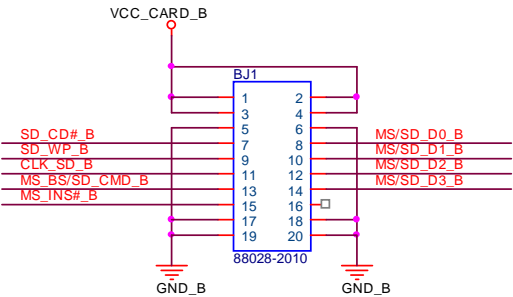 VCC_CARD_B
BJ1
1 2
3 4
5 6
SD_CD#_B 7 8 MS/SD_D0_B
SD_WP_B 9 10 MS/SD_D1_B
CLK_SD_B 11 12 MS/SD_D2_B
MS_BS/SD_CMD_B 13 14 MS/SD_D3_B
MS_INS#_B 15 16
17 18
19 20
88028-2010
GND_B GND_B